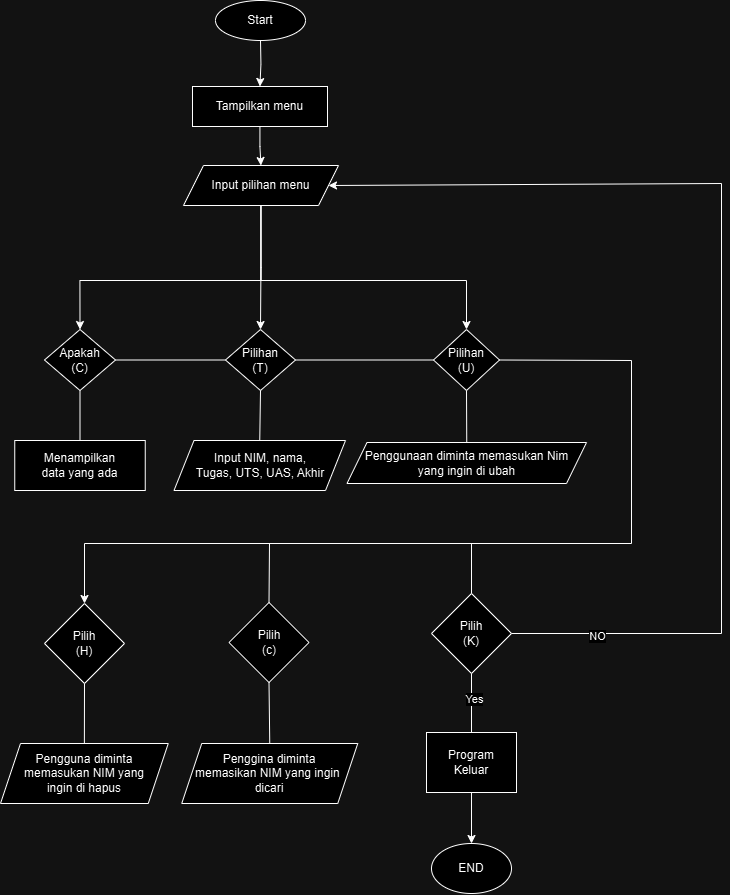 Start
Tampilkan menu
Input pilihan menu
Apakah
(C)
Pilihan
(T)
Pilihan
(U)
Menampilkan
data yang ada
Input NIM, nama,
Tugas, UTS, UAS, Akhir
Penggunaan diminta memasukan Nim
yang ingin di ubah
Pilih
(H)
Pilih
(c)
Pilih
(K)
NO
Yes
Pengguna diminta
memasukan NIM yang
ingin di hapus
Penggina diminta
memasikan NIM yang ingin
dicari
Program
Keluar
END